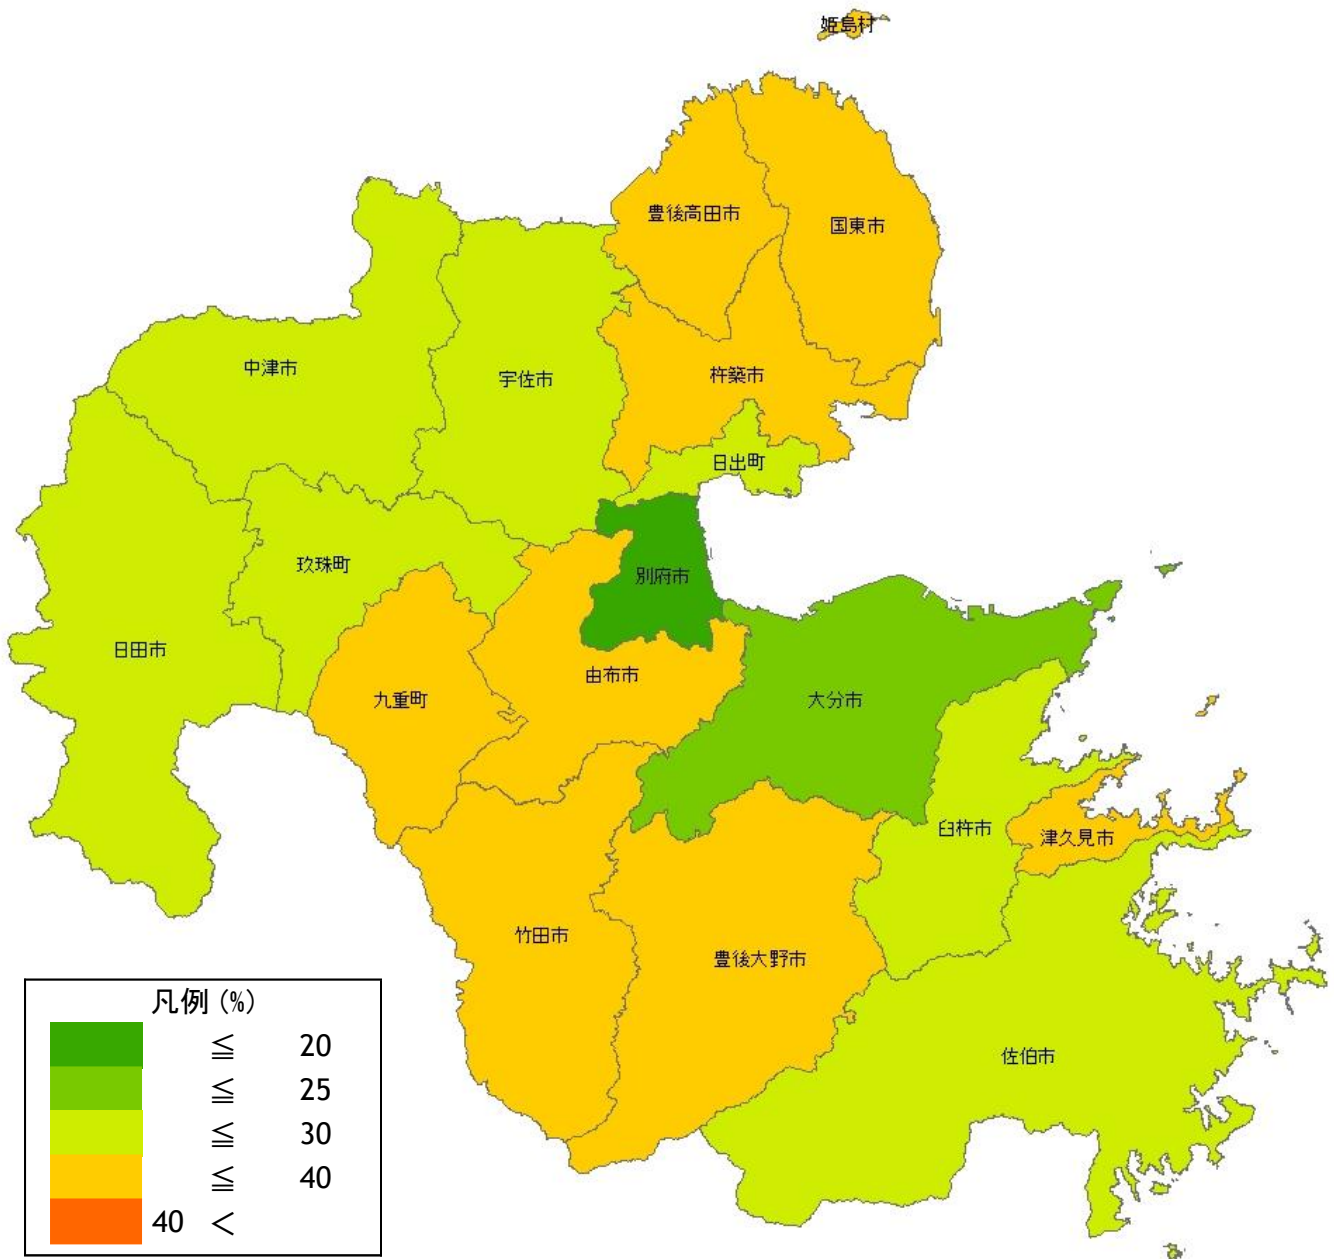 姫島村
豊後高田市
国東市
中津市
宇佐市
杵築市
日出町
玖珠町
別府市
日田市
由布市
九重町
大分市
臼杵市
津久見市
竹田市
豊後大野市
佐伯市
凡例 (%)
≦ 20
≦ 25
≦ 30
≦ 40
40 <